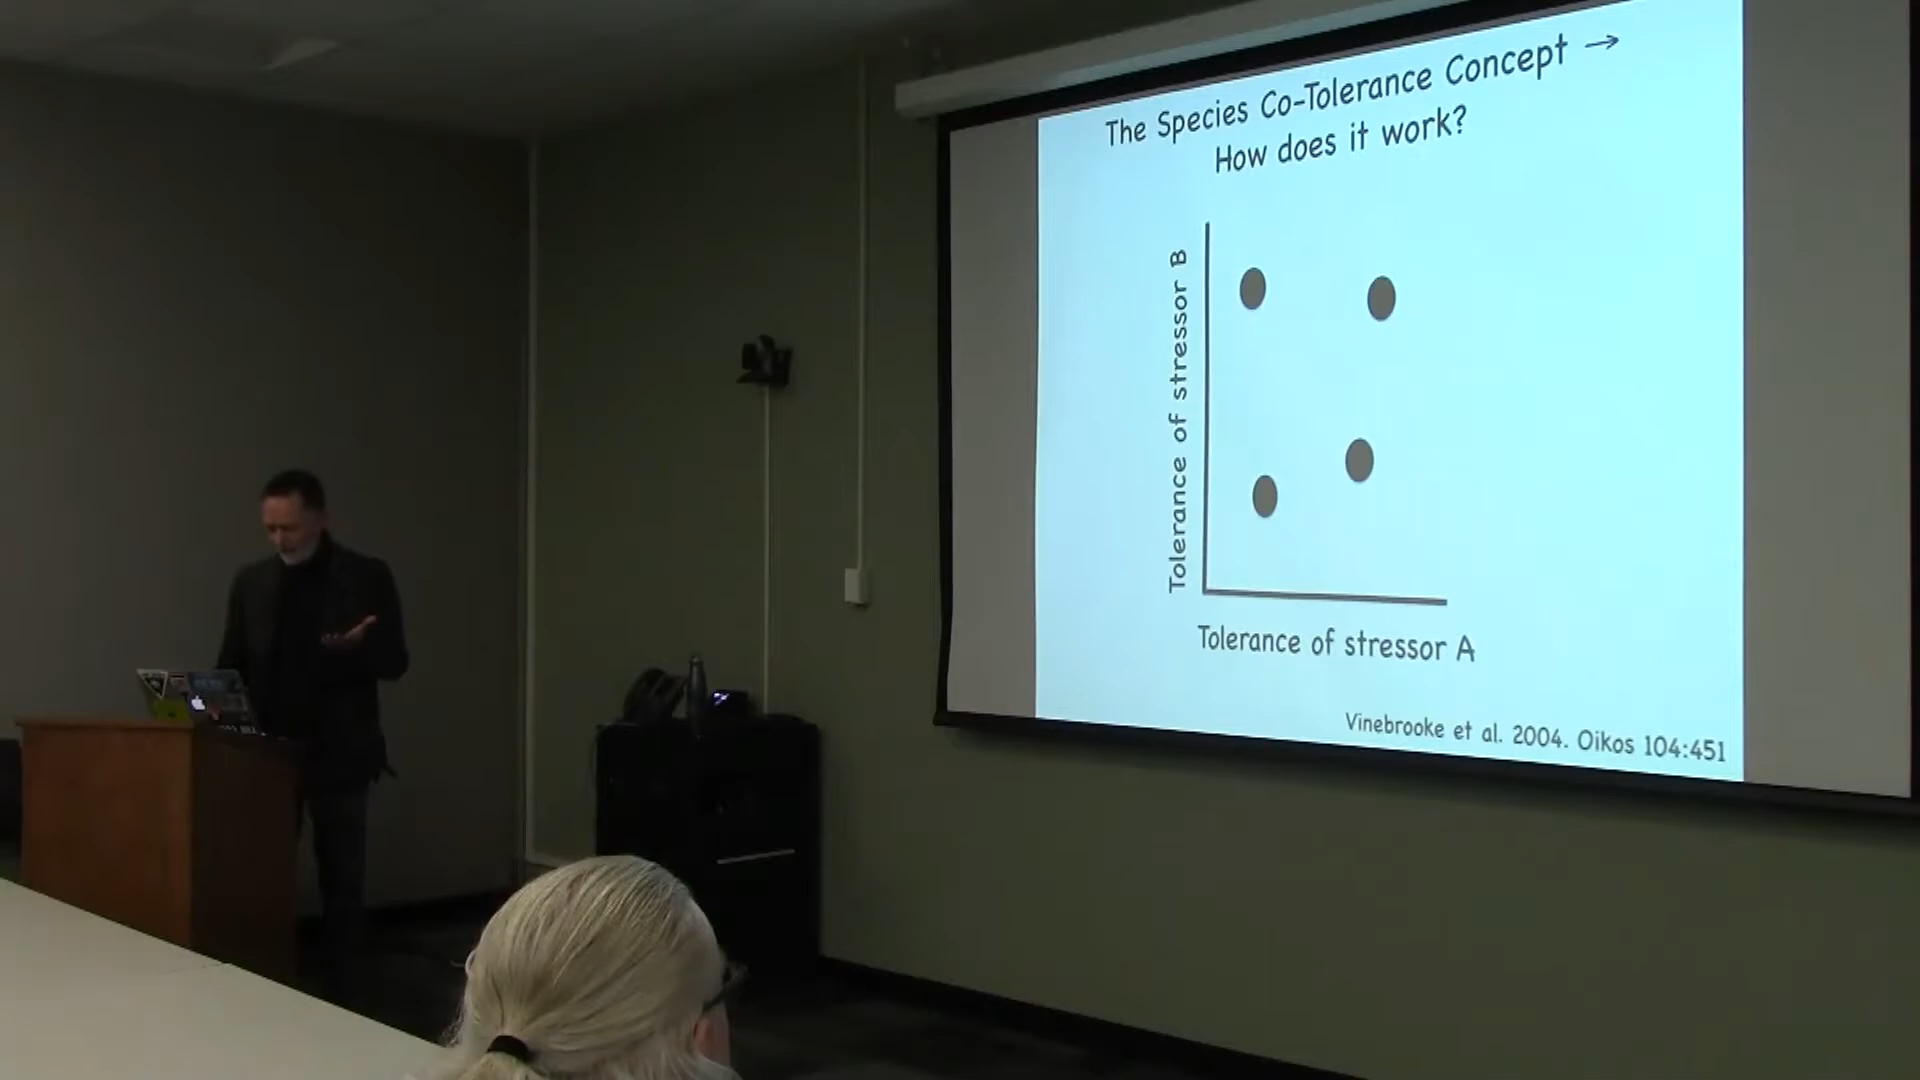 The Species Co-Tolerance Concept →
How does it work?
Tolerance of stressor B
Tolerance of stressor A
Vinebrooke et al. 2004. Oikos 104:451